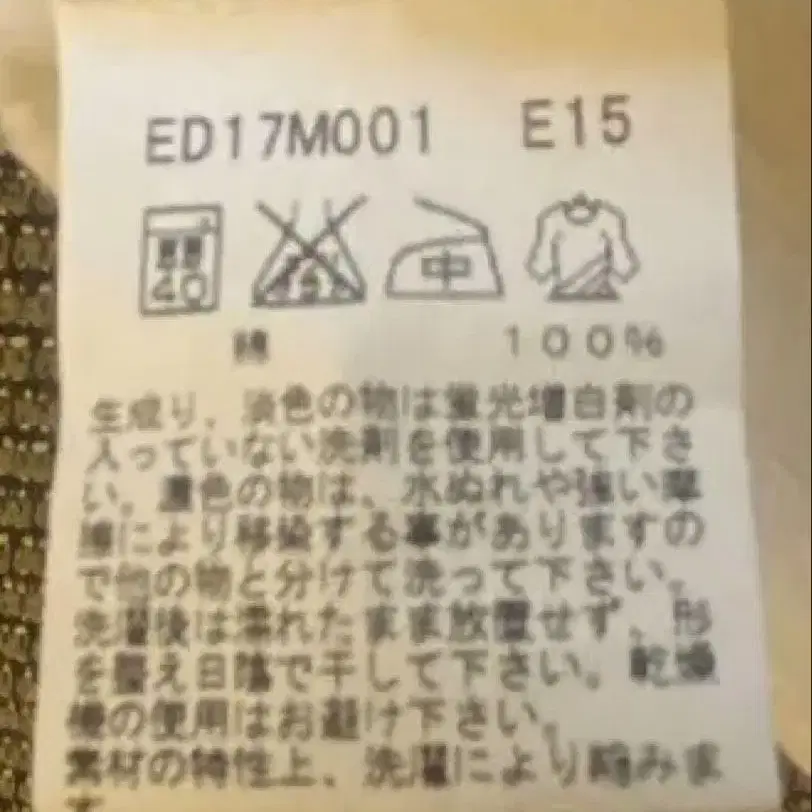 ED17M001 E15
40 中
綿 100%
生成り、淡色の物は蛍光増白剤の
入っていない洗剤を使用して下さ
い。濃色の物は、水ぬれや強い摩
擦により移染する事がありますの
で他の物と分けて洗って下さい。
洗濯後は濡れたまま放置せず、形
を整え日陰で干して下さい。乾燥
機の使用はお避け下さい。
素材の特性上、洗濯により縮みま
す